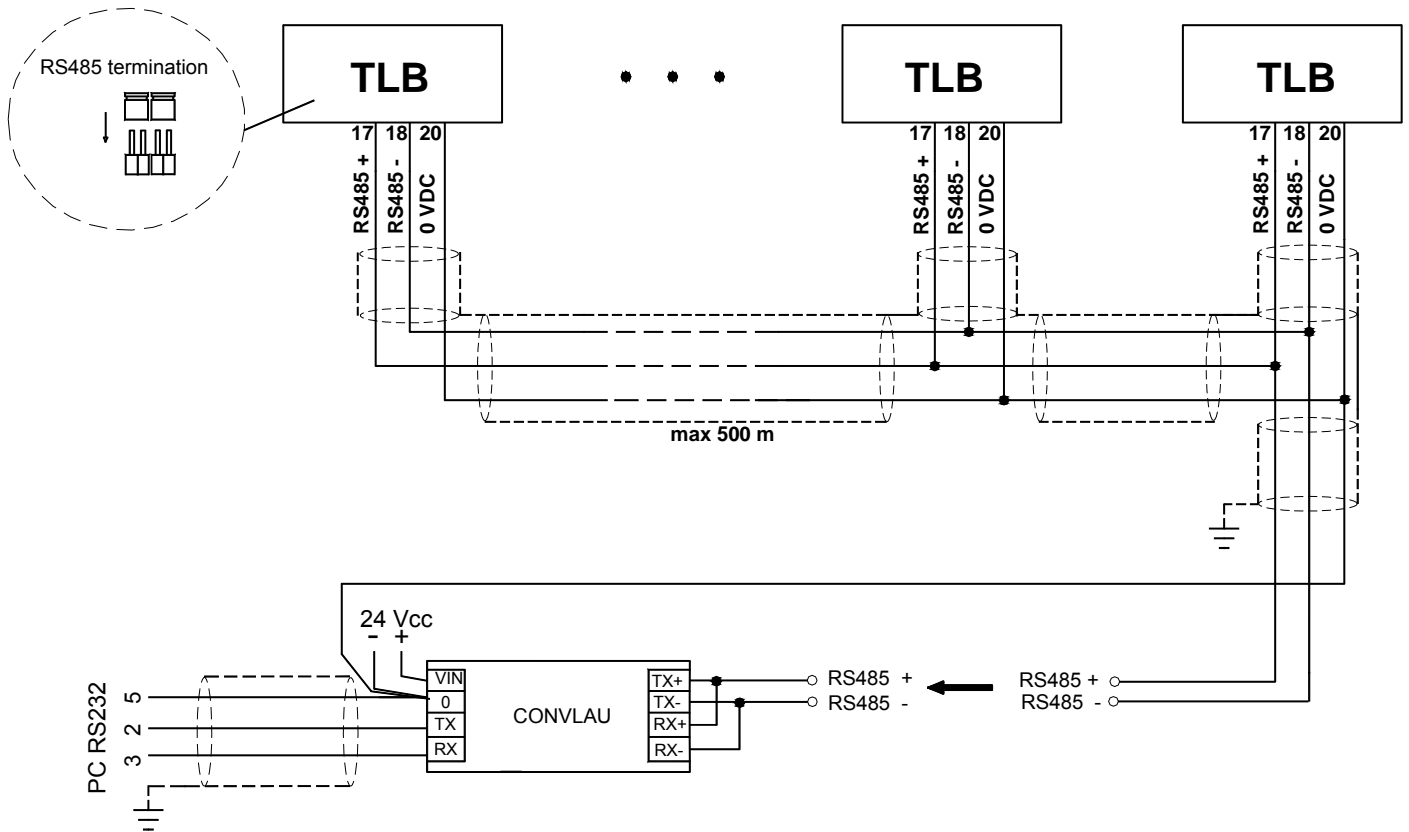 RS485 termination
TLB
TLB
TLB
17 18 20
17 18 20
17 18 20
RS485 +
RS485 -
0 VDC
RS485 +
RS485 -
0 VDC
RS485 +
RS485 -
0 VDC
max 500 m
24 Vcc
- +
PC RS232
5
2
3
VIN
0
TX
RX
CONVLAU
TX+
TX-
RX+
RX-
RS485 +
RS485 -
RS485 +
RS485 -